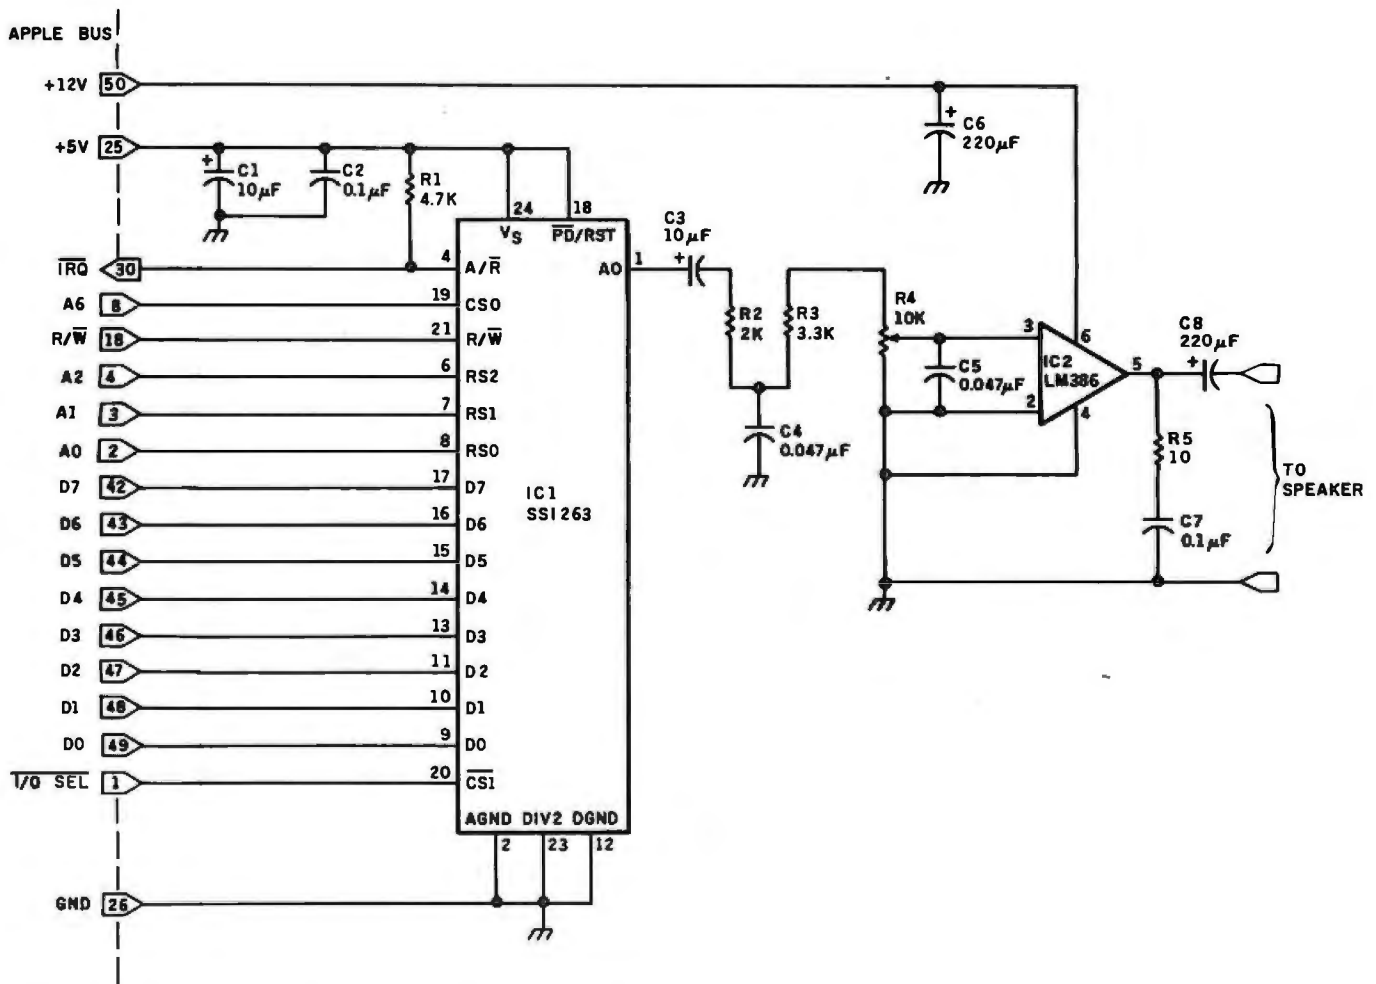 APPLE BUS
+12V 50
+5V 25
C1
10µF
C2
0.1µF
R1
4.7K
C6
220µF
+
+
24
18
VS
PD/RST
IRQ 30
4 A/R
A6 8
19 CS0
R/W 18
21 R/W
A2 4
6 RS2
A1 3
7 RS1
A0 2
8 RS0
D7 42
17 D7
D6 43
16 D6
D5 44
15 D5
D4 45
14 D4
D3 46
13 D3
D2 47
11 D2
D1 48
10 D1
D0 49
9 D0
I/O SEL 1
20 CS1
IC1
SSI263
AO 1
AGND DIV2 DGND
2 23 12
GND 26
C3
10µF
+
R2
2K
R3
3.3K
C4
0.047µF
R4
10K
C5
0.047µF
3
2
6
4
5
IC2
LM386
C8
220µF
+
R5
10
C7
0.1µF
TO
SPEAKER